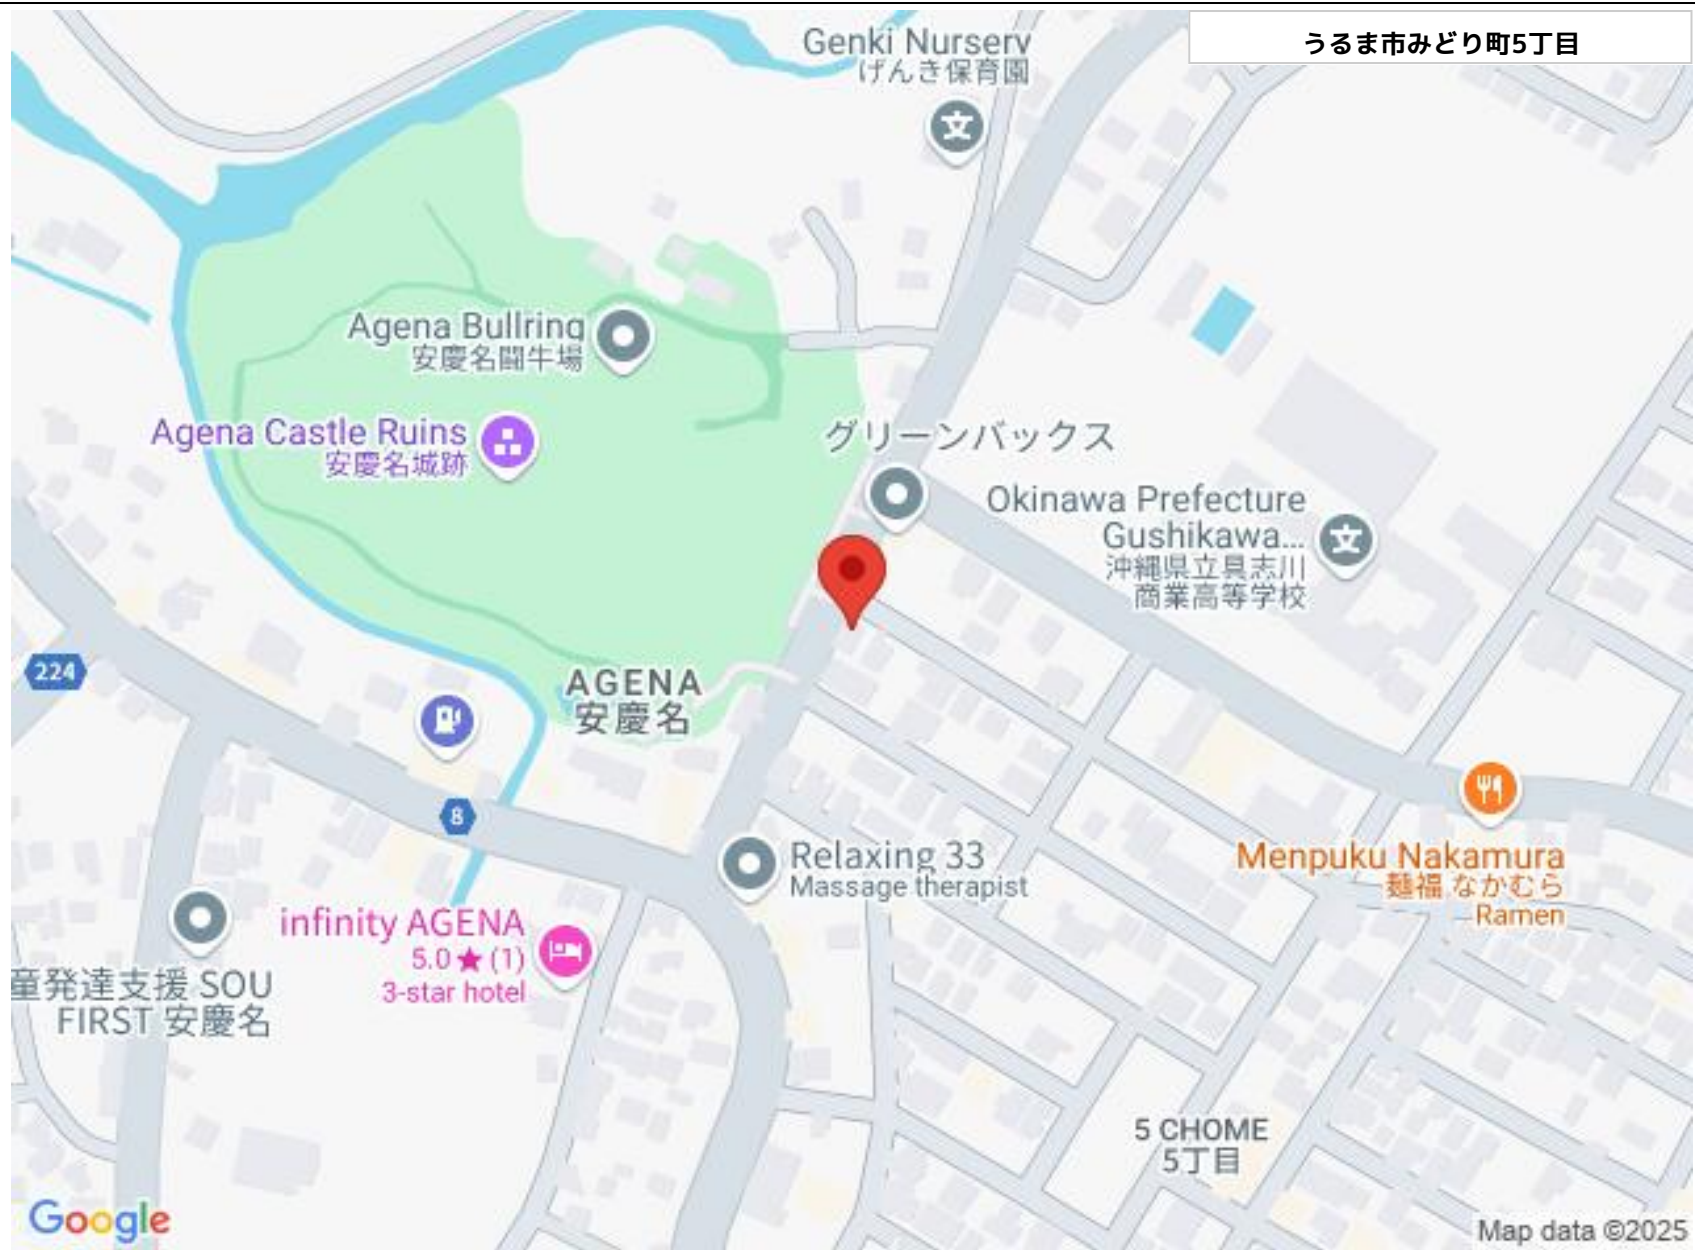 うるま市みどり町5丁目
Genki Nursery
げんき保育園
Agena Bullring
安慶名闘牛場
Agena Castle Ruins
安慶名城跡
グリーンバックス
Okinawa Prefecture
Gushikawa...
沖縄県立具志川
商業高等学校
224
AGENA
安慶名
8
Relaxing 33
Massage therapist
Menpuku Nakamura
麺福 なかむら
Ramen
infinity AGENA
5.0★(1)
3-star hotel
童発達支援 SOU
FIRST 安慶名
5 CHOME
5丁目
Google
Map data ©2025